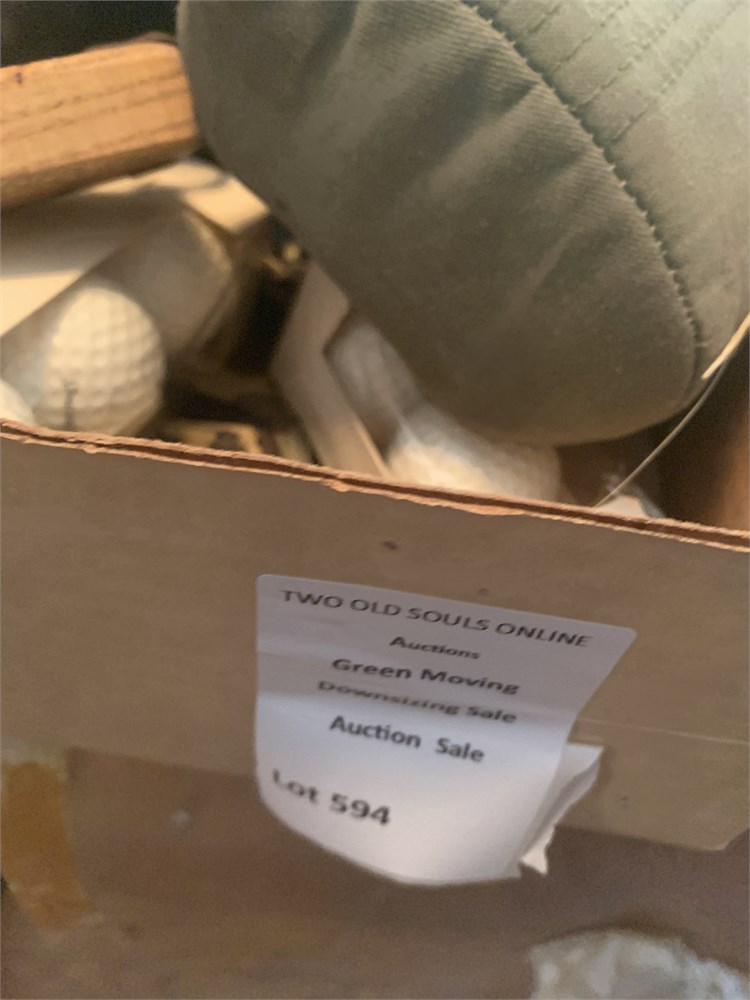 TWO OLD SOULS ONLINE
Auctions
Green Moving
Downsizing Sale
Auction Sale
Lot 594